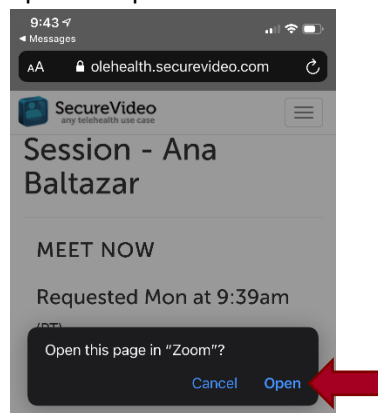 9:43
◀ Messages
AA olehealth.securevideo.com
SecureVideo
any telehealth use case
Session - Ana
Baltazar
MEET NOW
Requested Mon at 9:39am
(PT)
Open this page in “Zoom”?
Cancel Open